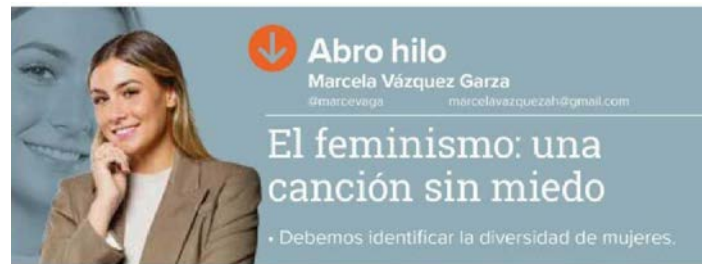 Abro hilo
Marcela Vázquez Garza
@marcevaga marcelavazquezah@gmail.com
El feminismo: una
canción sin miedo
• Debemos identificar la diversidad de mujeres.